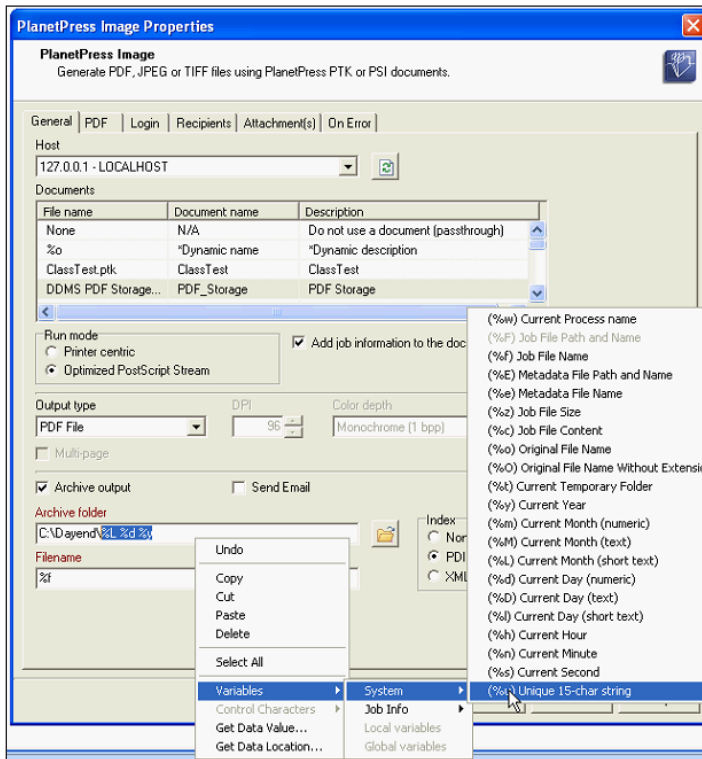 PlanetPress Image Properties
PlanetPress Image
Generate PDF, JPEG or TIFF files using PlanetPress PTK or PSI documents.
General PDF Login Recipients Attachment(s) On Error
Host
127.0.0.1 - LOCALHOST
Documents
File name Document name Description
None N/A Do not use a document (passthrough)
%o *Dynamic name *Dynamic description
ClassTest.ptk ClassTest ClassTest
DDMS PDF Storage... PDF_Storage PDF Storage
Run mode
Printer centric
Optimized PostScript Stream
Add job information to the doc
Output type DPI Color depth
PDF File 96 Monochrome (1 bpp)
Multi-page
Archive output Send Email
Archive folder
C:\Dayend\%L %d %y
Filename
%f
Index
Non
PDI
XML
Undo
Copy
Cut
Paste
Delete
Select All
Variables
Control Characters
Get Data Value...
Get Data Location...
System
Job Info
Local variables
Global variables
(%w) Current Process name
(%F) Job File Path and Name
(%f) Job File Name
(%E) Metadata File Path and Name
(%e) Metadata File Name
(%z) Job File Size
(%c) Job File Content
(%o) Original File Name
(%O) Original File Name Without Extensi
(%t) Current Temporary Folder
(%y) Current Year
(%m) Current Month (numeric)
(%M) Current Month (text)
(%L) Current Month (short text)
(%d) Current Day (numeric)
(%D) Current Day (text)
(%l) Current Day (short text)
(%h) Current Hour
(%n) Current Minute
(%s) Current Second
Unique 15-char string